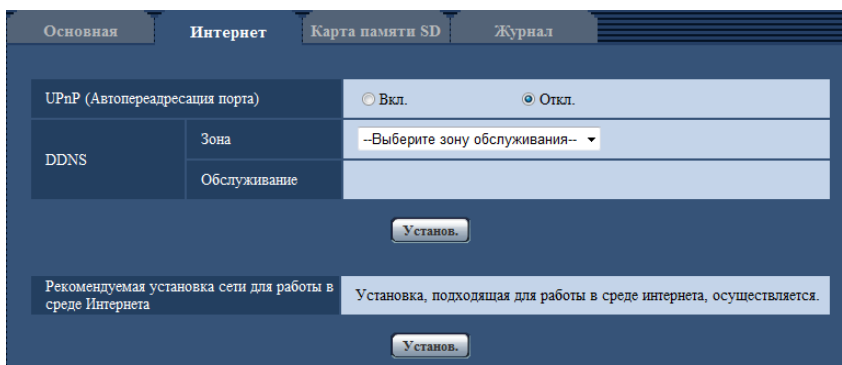 Основная Интернет Карта памяти SD Журнал
UPnP (Автопереадресация порта) Вкл. Откл.
DDNS
Зона --Выберите зону обслуживания--
Обслуживание
Установ.
Рекомендуемая установка сети для работы в
среде Интернета
Установка, подходящая для работы в среде интернета, осуществляется.
Установ.